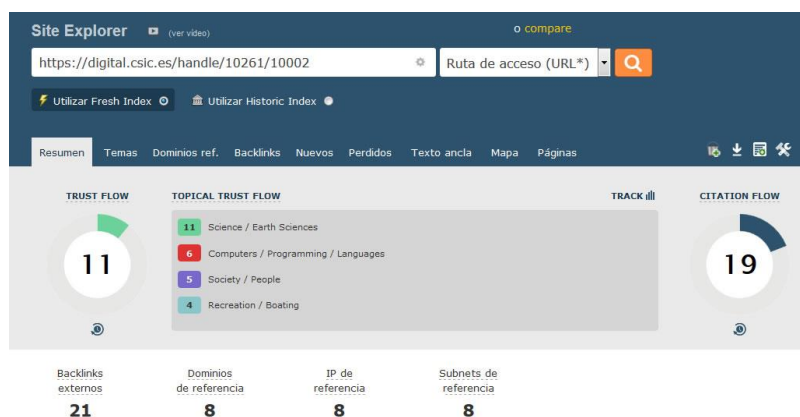 Site Explorer (ver vídeo) o compare
https://digital.csic.es/handle/10261/10002 Ruta de acceso (URL*)
Utilizar Fresh Index Utilizar Historic Index
Resumen Temas Dominios ref. Backlinks Nuevos Perdidos Texto ancla Mapa Páginas
TRUST FLOW TOPICAL TRUST FLOW TRACK CITATION FLOW
11 Science / Earth Sciences
6 Computers / Programming / Languages
11 19
5 Society / People
4 Recreation / Boating
Backlinks externos Dominios de referencia IP de referencia Subnets de referencia
21 8 8 8